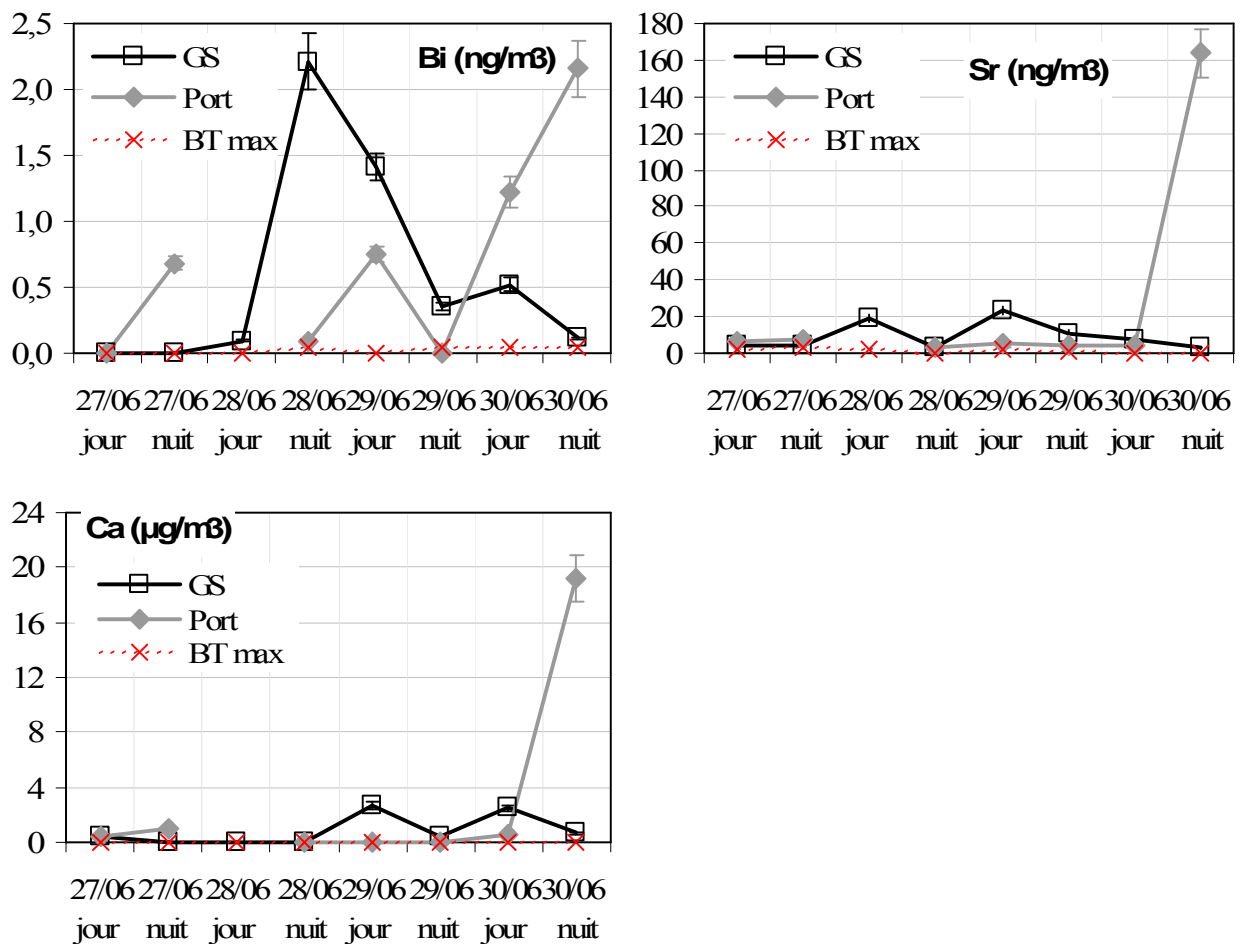 2,5
2,0
1,5
1,0
0,5
0,0
GS
Port
BT max
Bi (ng/m3)
27/06 27/06 28/06 28/06 29/06 29/06 30/06 30/06
jour nuit jour nuit jour nuit jour nuit
180
160
140
120
100
80
60
40
20
0
GS
Port
BT max
Sr (ng/m3)
27/06 27/06 28/06 28/06 29/06 29/06 30/06 30/06
jour nuit jour nuit jour nuit jour nuit
24
20
16
12
8
4
0
Ca (µg/m3)
GS
Port
BT max
27/06 27/06 28/06 28/06 29/06 29/06 30/06 30/06
jour nuit jour nuit jour nuit jour nuit